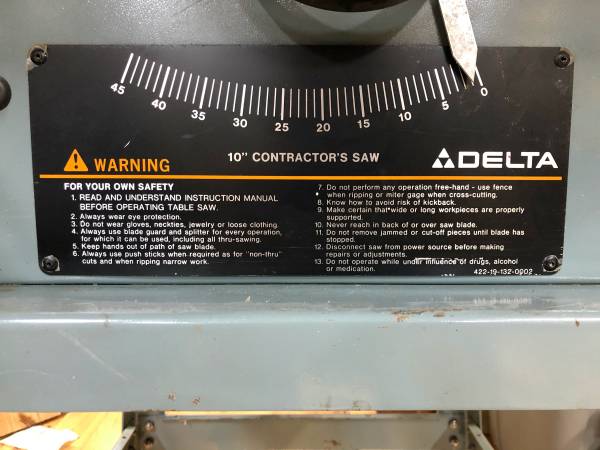 45 40 35 30 25 20 15 10 5 0
WARNING
10" CONTRACTOR'S SAW
DELTA
FOR YOUR OWN SAFETY
1. READ AND UNDERSTAND INSTRUCTION MANUAL
BEFORE OPERATING TABLE SAW.
2. Always wear eye protection.
3. Do not wear gloves, neckties, jewelry or loose clothing.
4. Always use blade guard and splitter for every operation,
for which it can be used, including all thru-sawing.
5. Keep hands out of path of saw blade.
6. Always use push sticks when required as for "non-thru"
cuts and when ripping narrow work.
7. Do not perform any operation free-hand - use fence
when ripping or miter gage when cross-cutting.
8. Know how to avoid risk of kickback.
9. Make certain that wide or long workpieces are properly
supported.
10. Never reach in back of or over saw blade.
11. Do not remove jammed or cut-off pieces until blade has
stopped.
12. Disconnect saw from power source before making
repairs or adjustments.
13. Do not operate while under influence of drugs, alcohol
or medication.
422-19-132-0002